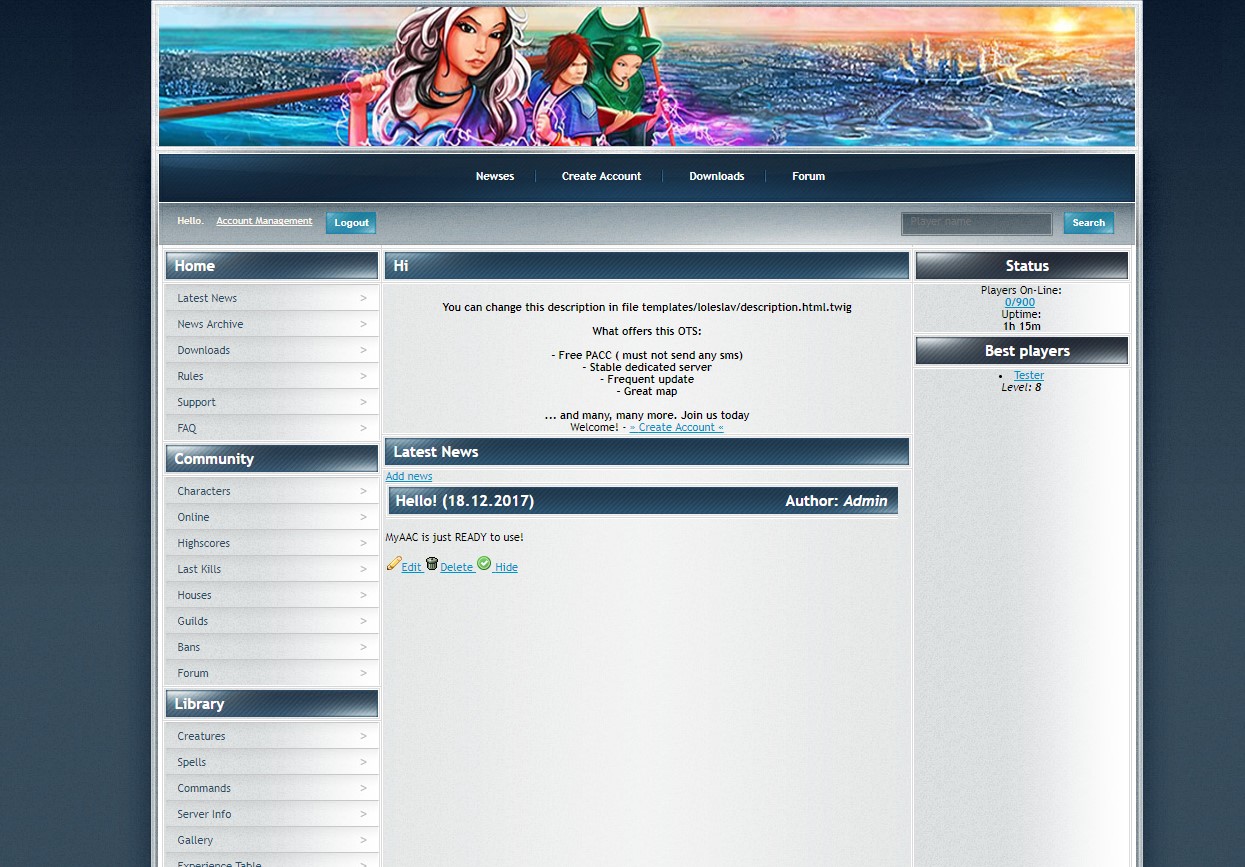 Newses
Create Account
Downloads
Forum
Hello.
Account Management
Logout
Player name
Search
Home
Latest News >
News Archive >
Downloads >
Rules >
Support >
FAQ >
Community
Characters >
Online >
Highscores >
Last Kills >
Houses >
Guilds >
Bans >
Forum >
Library
Creatures >
Spells >
Commands >
Server Info >
Gallery >
Experience Table
Hi
You can change this description in file templates/loleslav/description.html.twig
What offers this OTS:
- Free PACC ( must not send any sms)
- Stable dedicated server
- Frequent update
- Great map
... and many, many more. Join us today
Welcome! - » Create Account «
Latest News
Add news
Hello! (18.12.2017) Author: Admin
MyAAC is just READY to use!
Edit Delete Hide
Status
Players On-Line:
0/900
Uptime:
1h 15m
Best players
• Tester
Level: 8